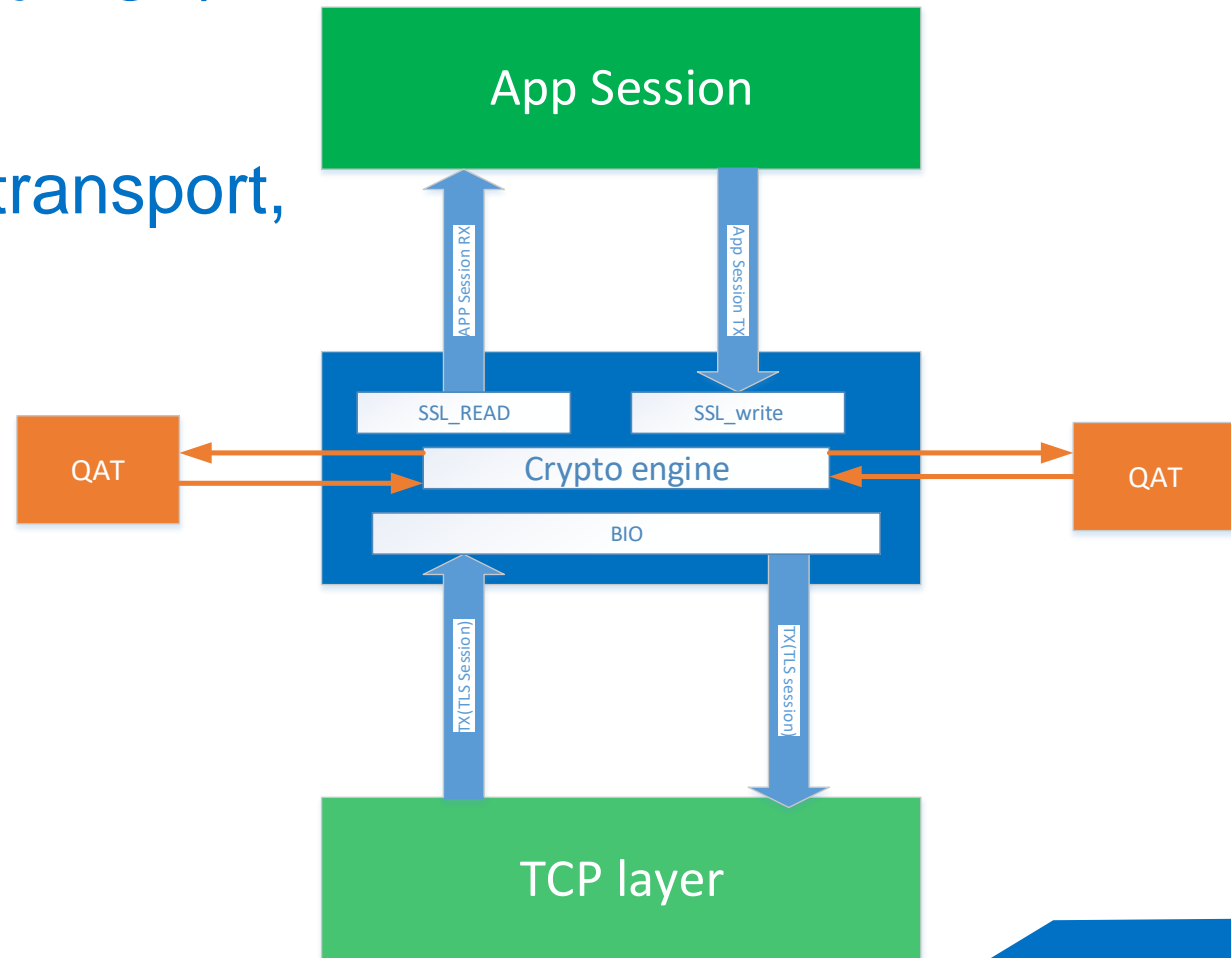 App Session
transport,
APP Session RX
App Session TX
SSL_READ
SSL_write
QAT
Crypto engine
QAT
BIO
TX(TLS Session)
TX(TLS session)
TCP layer